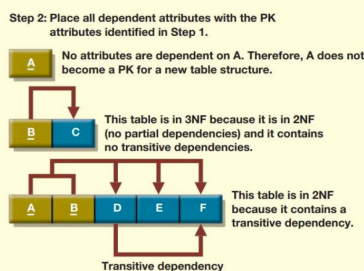 Step 2: Place all dependent attributes with the PK
attributes identified in Step 1.
A
No attributes are dependent on A. Therefore, A does not
become a PK for a new table structure.
B C
This table is in 3NF because it is in 2NF
(no partial dependencies) and it contains
no transitive dependencies.
A B D E F
This table is in 2NF
because it contains a
transitive dependency.
Transitive dependency